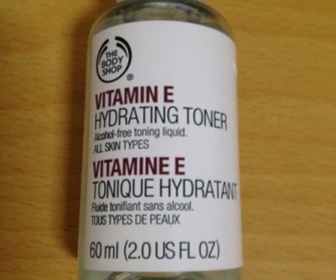 THE
BODY
SHOP
®
VITAMIN E
HYDRATING TONER
Alcohol-free toning liquid.
ALL SKIN TYPES
VITAMINE E
TONIQUE HYDRATANT
Fluide tonifiant sans alcool.
TOUS TYPES DE PEAUX
60 ml (2.0 US FL OZ)